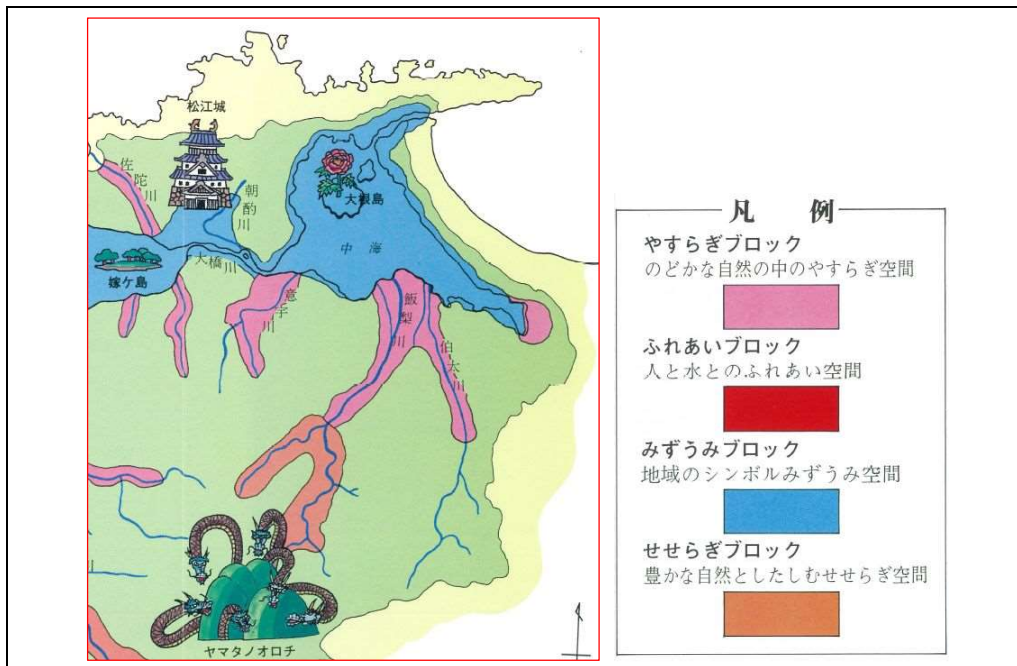 松江城
佐陀川
朝酌川
大根島
中海
大橋川
嫁ケ島
意宇川
飯梨川
伯太川
川
ヤマタノオロチ
凡例
やすらぎブロック
のどかな自然の中のやすらぎ空間
ふれあいブロック
人と水とのふれあい空間
みずうみブロック
地域のシンボルみずうみ空間
せせらぎブロック
豊かな自然としたしむせせらぎ空間